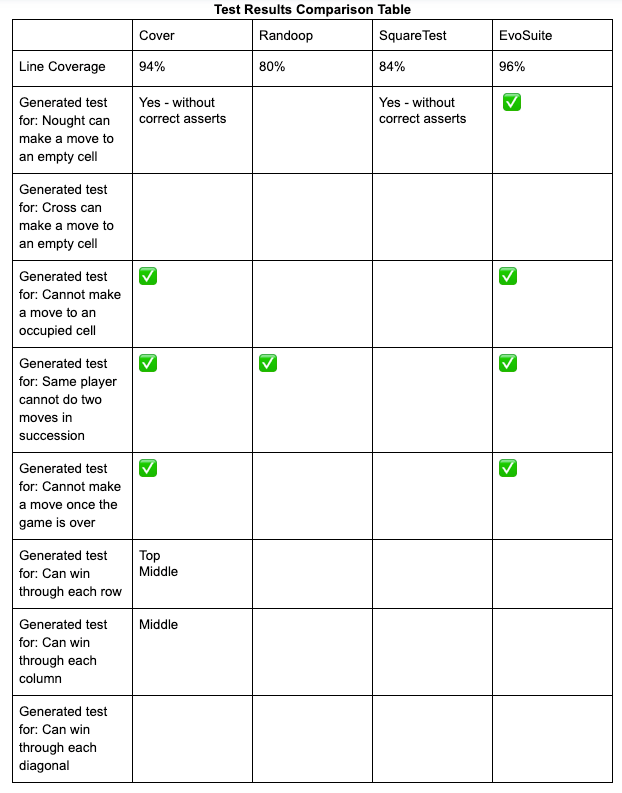 Test Results Comparison Table
Cover Randoop SquareTest EvoSuite
Line Coverage 94% 80% 84% 96%
Generated test
for: Nought can
make a move to
an empty cell
Yes - without
correct asserts
Yes - without
correct asserts
✅
Generated test
for: Cross can
make a move to
an empty cell
Generated test
for: Cannot make
a move to an
occupied cell
✅ ✅
Generated test
for: Same player
cannot do two
moves in
succession
✅ ✅ ✅
Generated test
for: Cannot make
a move once the
game is over
✅ ✅
Generated test
for: Can win
through each row
Top
Middle
Generated test
for: Can win
through each
column
Middle
Generated test
for: Can win
through each
diagonal